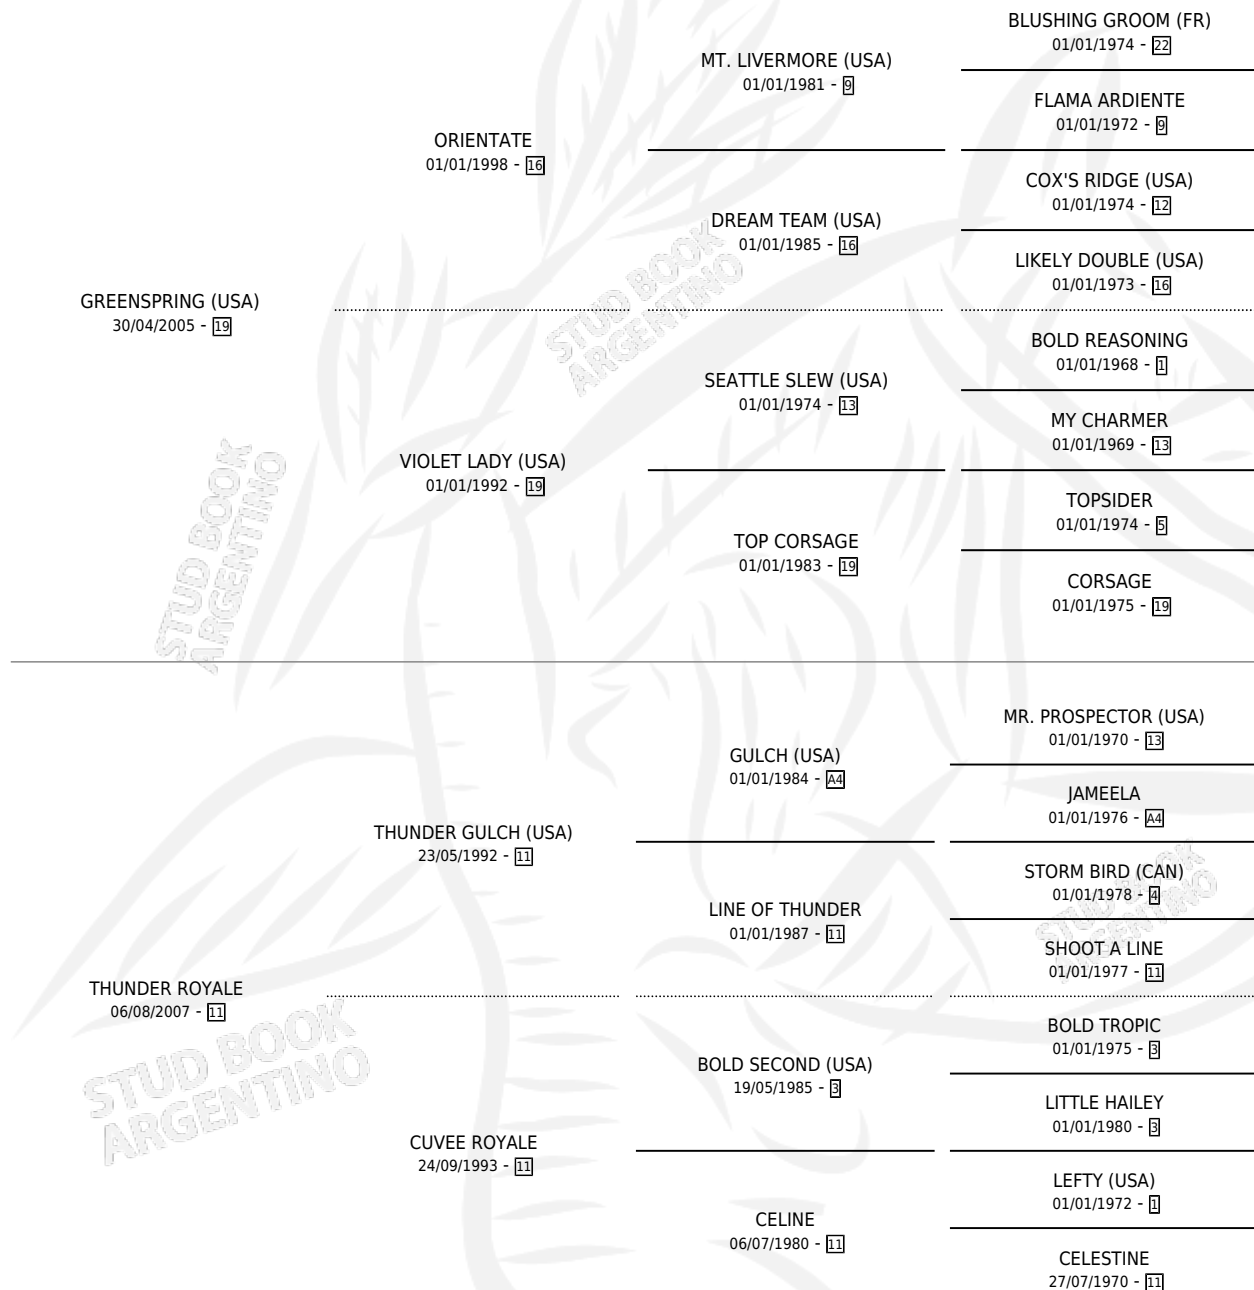 BLUSHING GROOM (FR)
01/01/1974 - 22
MT. LIVERMORE (USA)
01/01/1981 - 9
FLAMA ARDIENTE
01/01/1972 - 9
ORIENTATE
01/01/1998 - 16
COX'S RIDGE (USA)
01/01/1974 - 12
DREAM TEAM (USA)
01/01/1985 - 16
LIKELY DOUBLE (USA)
01/01/1973 - 16
GREENSPRING (USA)
30/04/2005 - 19
STUD BOOK
ARGENTINO
BOLD REASONING
01/01/1968 - 1
SEATTLE SLEW (USA)
01/01/1974 - 13
MY CHARMER
01/01/1969 - 13
VIOLET LADY (USA)
01/01/1992 - 19
TOPSIDER
01/01/1974 - 5
TOP CORSAGE
01/01/1983 - 19
CORSAGE
01/01/1975 - 19
STUD BOOK
ARGENTINO
MR. PROSPECTOR (USA)
01/01/1970 - 13
GULCH (USA)
01/01/1984 - A4
JAMEELA
01/01/1976 - A4
THUNDER GULCH (USA)
23/05/1992 - 11
STORM BIRD (CAN)
01/01/1978 - 4
LINE OF THUNDER
01/01/1987 - 11
SHOOT A LINE
01/01/1977 - 11
STUD BOOK
ARGENTINO
THUNDER ROYALE
06/08/2007 - 11
BOLD TROPIC
01/01/1975 - 3
BOLD SECOND (USA)
19/05/1985 - 3
LITTLE HAILEY
01/01/1980 - 3
STUD BOOK
ARGENTINO
CUVEE ROYALE
24/09/1993 - 11
LEFTY (USA)
01/01/1972 - 1
CELINE
06/07/1980 - 11
CELESTINE
27/07/1970 - 11